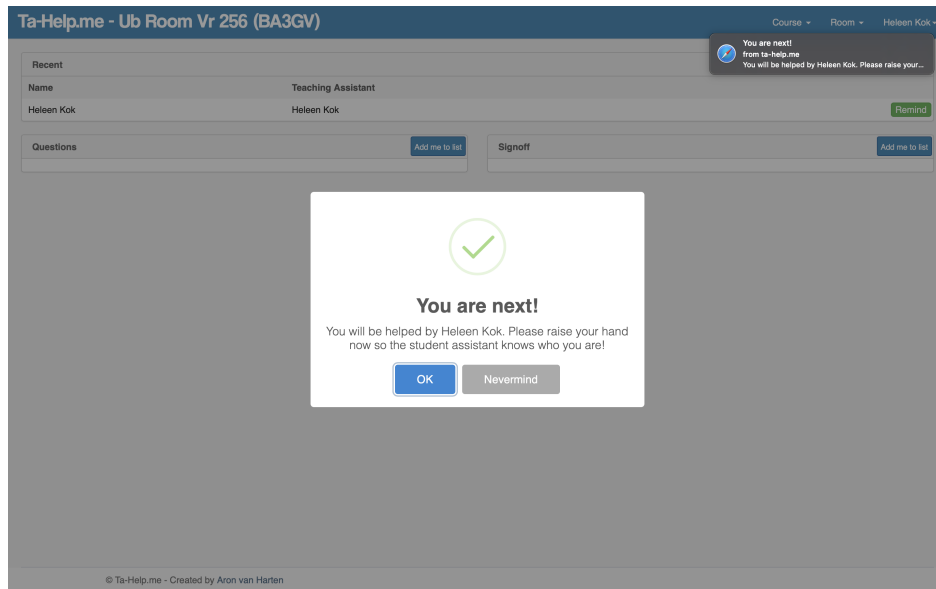 Ta-Help.me - Ub Room Vr 256 (BA3GV)
Course Room Heleen Kok
You are next!
from ta-help.me
You will be helped by Heleen Kok. Please raise your...
Recent
Name Teaching Assistant
Heleen Kok Heleen Kok Remind
Questions Add me to list Signoff Add me to list
You are next!
You will be helped by Heleen Kok. Please raise your hand
now so the student assistant knows who you are!
OK Nevermind
© Ta-Help.me - Created by Aron van Harten